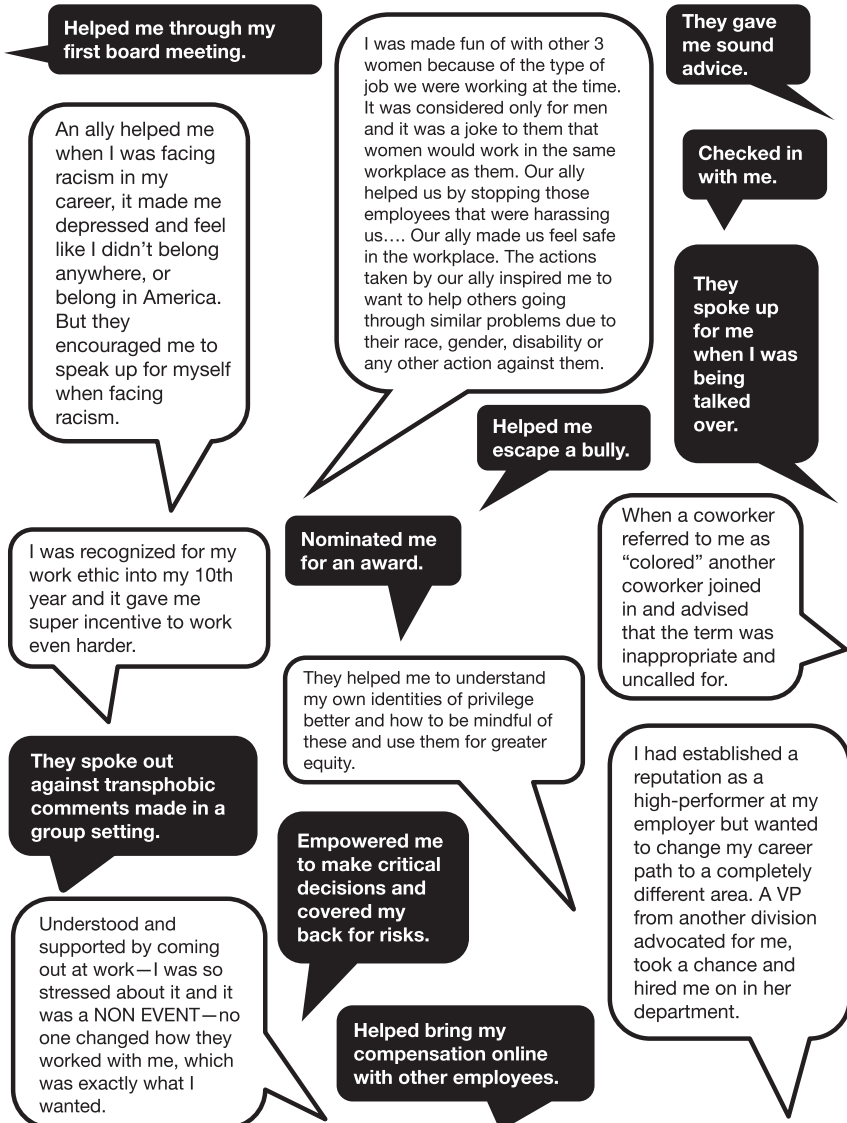 Helped me through my
first board meeting.
I was made fun of with other 3
women because of the type of
job we were working at the time.
It was considered only for men
and it was a joke to them that
women would work in the same
workplace as them. Our ally
helped us by stopping those
employees that were harassing
us…. Our ally made us feel safe
in the workplace. The actions
taken by our ally inspired me to
want to help others going
through similar problems due to
their race, gender, disability or
any other action against them.
They gave
me sound
advice.
An ally helped me
when I was facing
racism in my
career, it made me
depressed and feel
like I didn’t belong
anywhere, or
belong in America.
But they
encouraged me to
speak up for myself
when facing
racism.
Checked in
with me.
They
spoke up
for me
when I was
being
talked
over.
Helped me
escape a bully.
When a coworker
referred to me as
“colored” another
coworker joined
in and advised
that the term was
inappropriate and
uncalled for.
Nominated me
for an award.
I was recognized for my
work ethic into my 10th
year and it gave me
super incentive to work
even harder.
They helped me to understand
my own identities of privilege
better and how to be mindful of
these and use them for greater
equity.
They spoke out
against transphobic
comments made in a
group setting.
I had established a
reputation as a
high-performer at my
employer but wanted
to change my career
path to a completely
different area. A VP
from another division
advocated for me,
took a chance and
hired me on in her
department.
Empowered me
to make critical
decisions and
covered my
back for risks.
Understood and
supported by coming
out at work—I was so
stressed about it and it
was a NON EVENT—no
one changed how they
worked with me, which
was exactly what I
wanted.
Helped bring my
compensation online
with other employees.